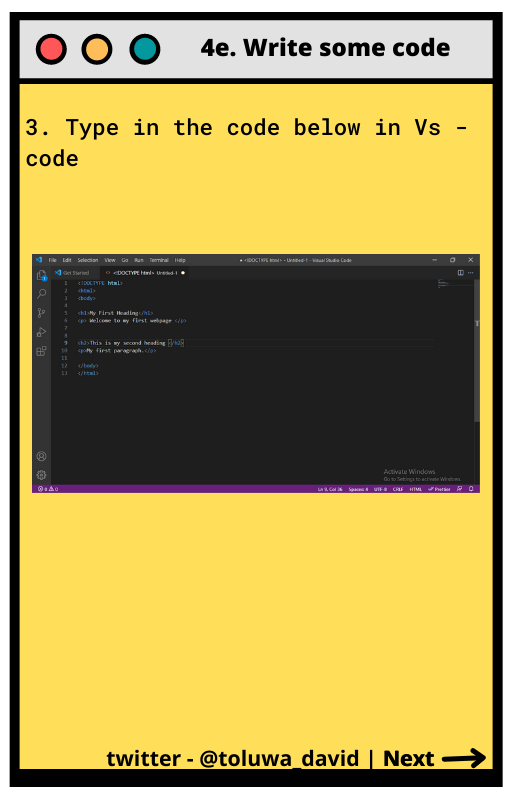 4e. Write some code
3. Type in the code below in Vs -
code
File Edit Selection View Go Run Terminal Help
● <!DOCTYPE html> · Untitled-1 - Visual Studio Code
Get Started
<> <!DOCTYPE html> Untitled-1 ●
1 <!DOCTYPE html>
2 <html>
3 <body>
4
5 <h1>My First Heading</h1>
6 <p> Welcome to my first webpage </p>
7
8
9 <h2>This is my second heading </h2>
10 <p>My first paragraph.</p>
11
12 </body>
13 </html>
Activate Windows
Go to Settings to activate Windows.
0 0 Ln 9, Col 36 Spaces: 4 UTF-8 CRLF HTML Prettier
twitter - @toluwa_david | Next